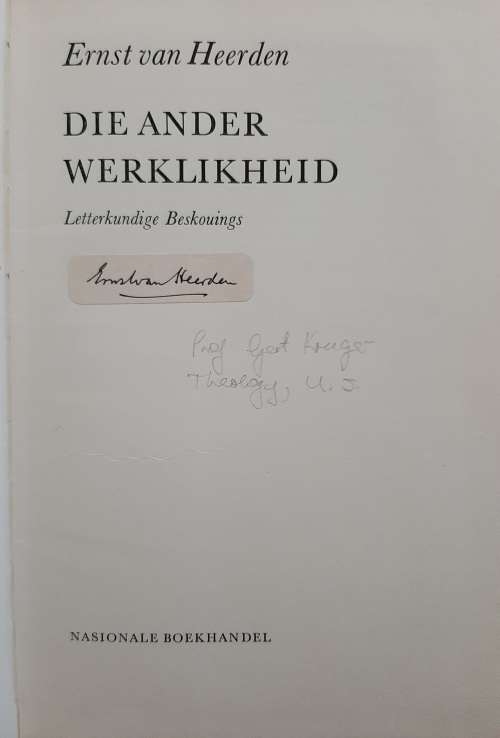 Ernst van Heerden
DIE ANDER
WERKLIKHEID
Letterkundige Beskouings
Ernst van Heerden
Prof Gert Kruger
Theology, U. J.
NASIONALE BOEKHANDEL